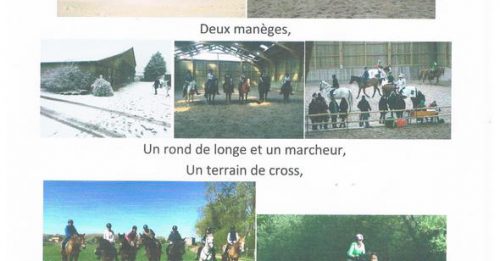 Deux manèges,
Un rond de longe et un marcheur,
Un terrain de cross,